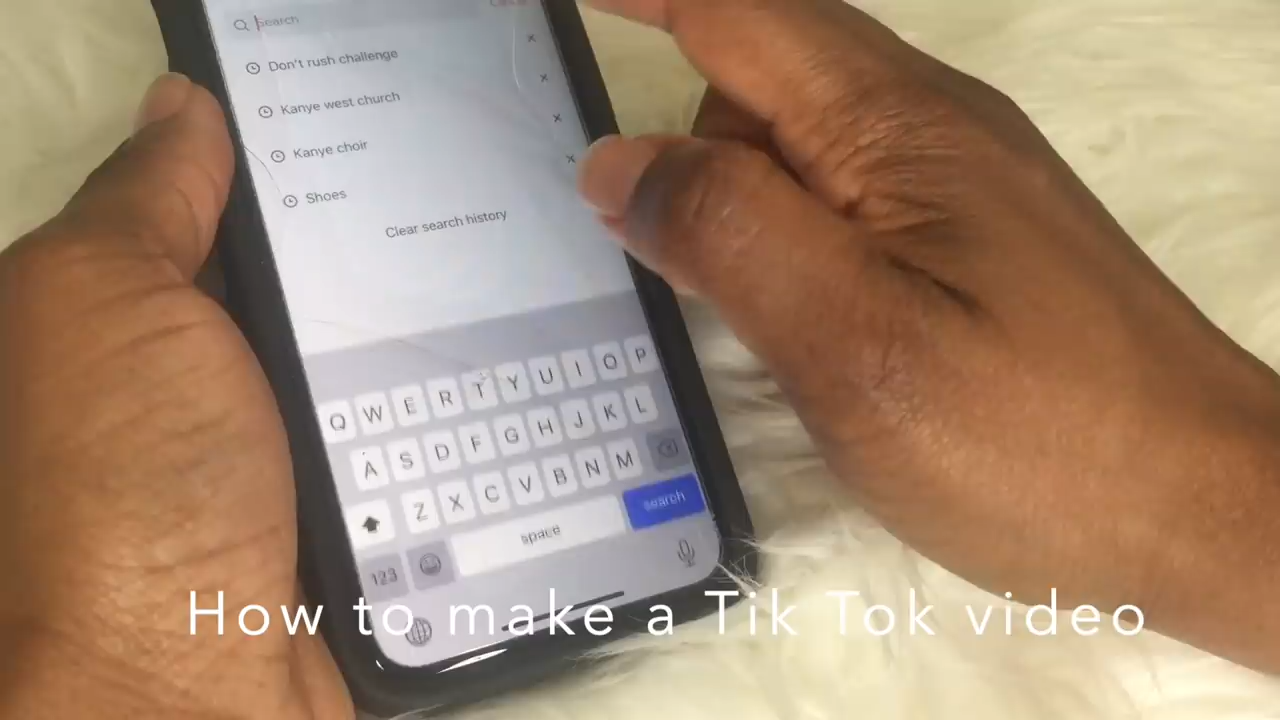 Search
Cancel
Don't rush challenge
Kanye west church
Kanye choir
Shoes
Clear search history
Q W E R T Y U I O P
A S D F G H J K L
Z X C V B N M
123
space
search
How to make a Tik Tok video